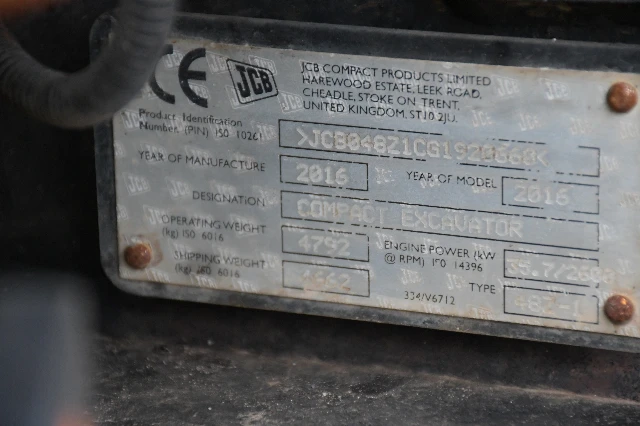 CE JCB
JCB COMPACT PRODUCTS LIMITED
HAREWOOD ESTATE, LEEK ROAD,
CHEADLE, STOKE ON TRENT,
UNITED KINGDOM, ST10 2JU.
Product Identification
Number (PIN) ISO 10261
YEAR OF MANUFACTURE 2016 YEAR OF MODEL 2016
DESIGNATION COMPACT EXCAVATOR
OPERATING WEIGHT
(kg) ISO 6016 4792
ENGINE POWER (kW
@ RPM) ISO 14396
SHIPPING WEIGHT
(kg) ISO 6016
334/V6712
TYPE 48Z-1